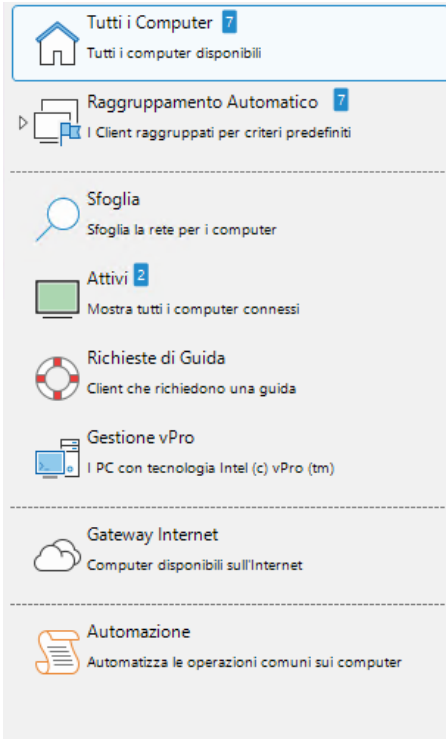 Tutti i Computer 7
Tutti i computer disponibili
Raggruppamento Automatico 7
I Client raggruppati per criteri predefiniti
Sfoglia
Sfoglia la rete per i computer
Attivi 2
Mostra tutti i computer connessi
Richieste di Guida
Client che richiedono una guida
Gestione vPro
I PC con tecnologia Intel (c) vPro (tm)
Gateway Internet
Computer disponibili sull'Internet
Automazione
Automatizza le operazioni comuni sui computer